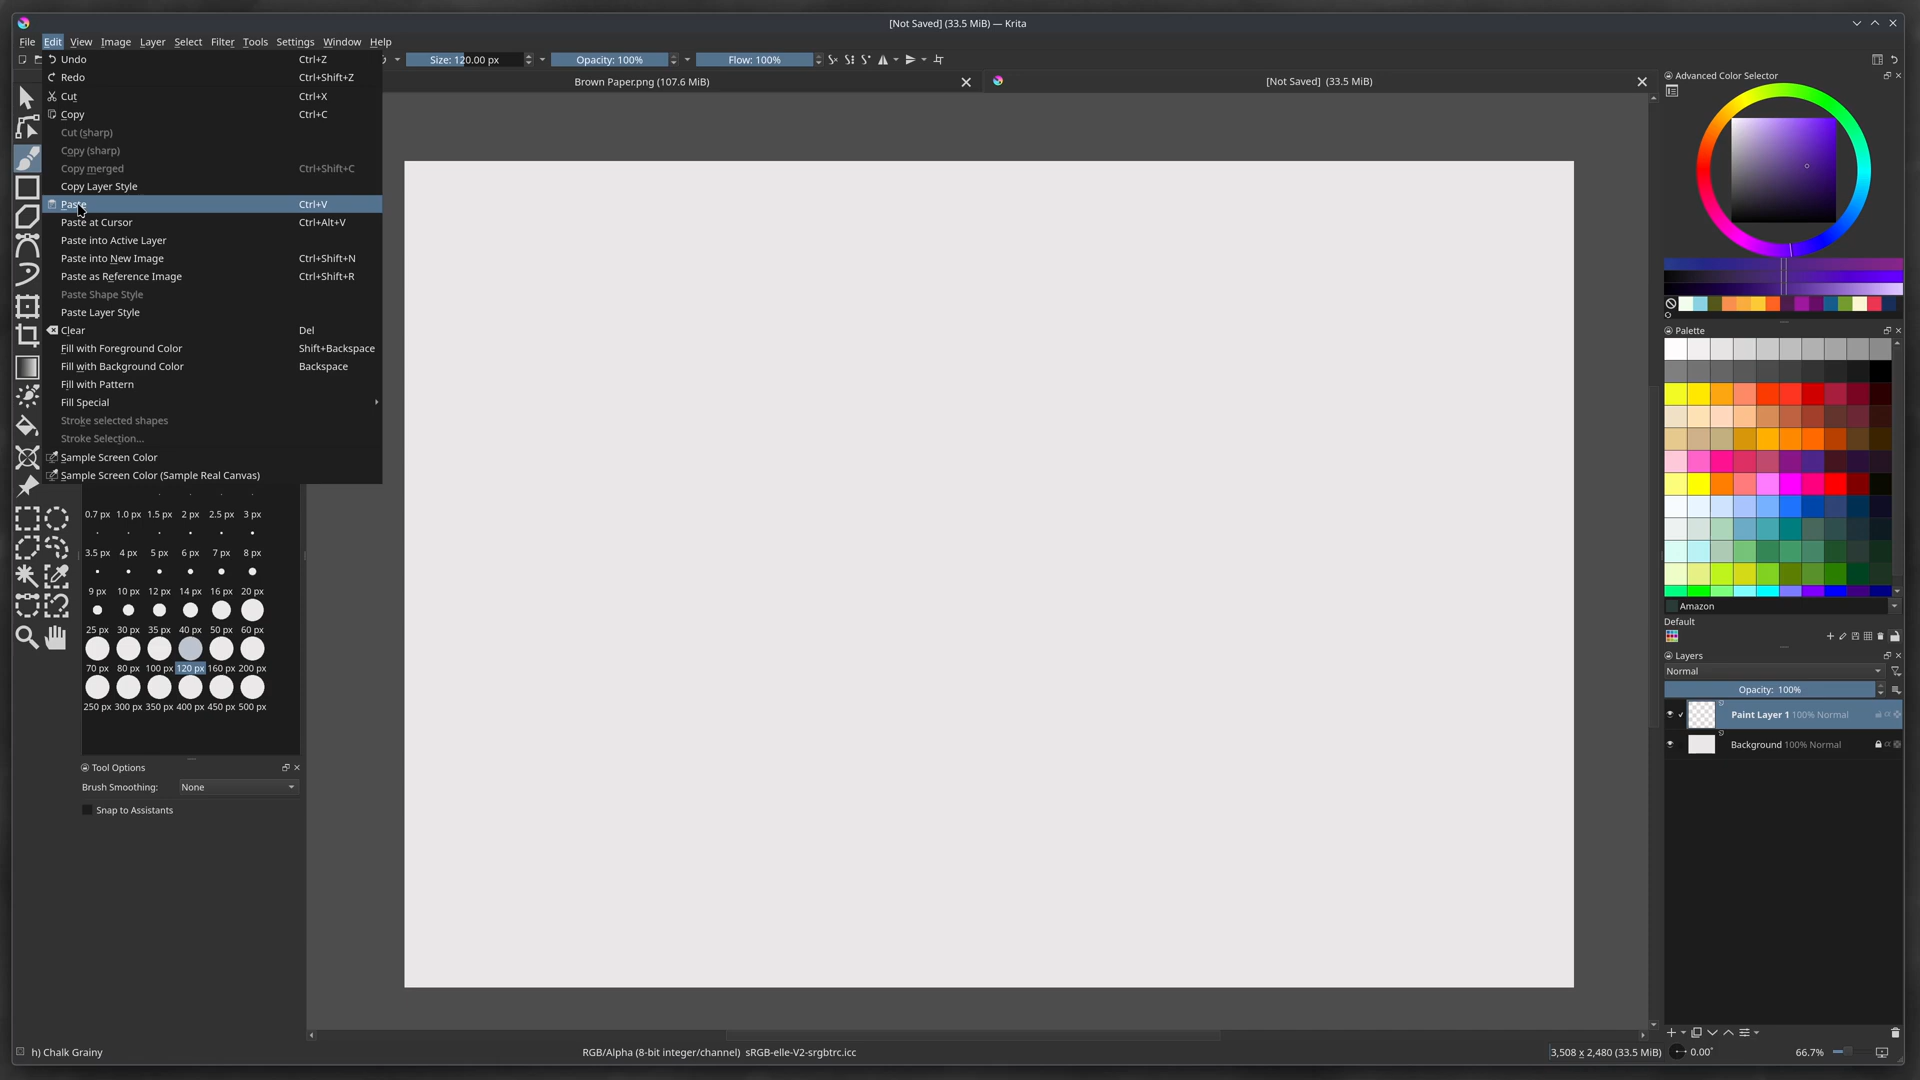 [Not Saved] (33.5 MiB) — Krita
File Edit View Image Layer Select Filter Tools Settings Window Help
Size: 120.00 px Opacity: 100% Flow: 100%
Brown Paper.png (107.6 MiB) [Not Saved] (33.5 MiB)
Undo Ctrl+Z
Redo Ctrl+Shift+Z
Cut Ctrl+X
Copy Ctrl+C
Cut (sharp)
Copy (sharp)
Copy merged Ctrl+Shift+C
Copy Layer Style
Paste Ctrl+V
Paste at Cursor Ctrl+Alt+V
Paste into Active Layer
Paste into New Image Ctrl+Shift+N
Paste as Reference Image Ctrl+Shift+R
Paste Shape Style
Paste Layer Style
Clear Del
Fill with Foreground Color Shift+Backspace
Fill with Background Color Backspace
Fill with Pattern
Fill Special
Stroke selected shapes
Stroke Selection...
Sample Screen Color
Sample Screen Color (Sample Real Canvas)
0.7 px 1.0 px 1.5 px 2 px 2.5 px 3 px
3.5 px 4 px 5 px 6 px 7 px 8 px
9 px 10 px 12 px 14 px 16 px 20 px
25 px 30 px 35 px 40 px 50 px 60 px
70 px 80 px 100 px 120 px 160 px 200 px
250 px 300 px 350 px 400 px 450 px 500 px
Tool Options
Brush Smoothing: None
Snap to Assistants
Advanced Color Selector
Palette
Amazon
Default
Layers
Normal
Opacity: 100%
Paint Layer 1 100% Normal
Background 100% Normal
h) Chalk Grainy
RGB/Alpha (8-bit integer/channel) sRGB-elle-V2-srgbtrc.icc
3,508 x 2,480 (33.5 MiB) 0.00° 66.7%